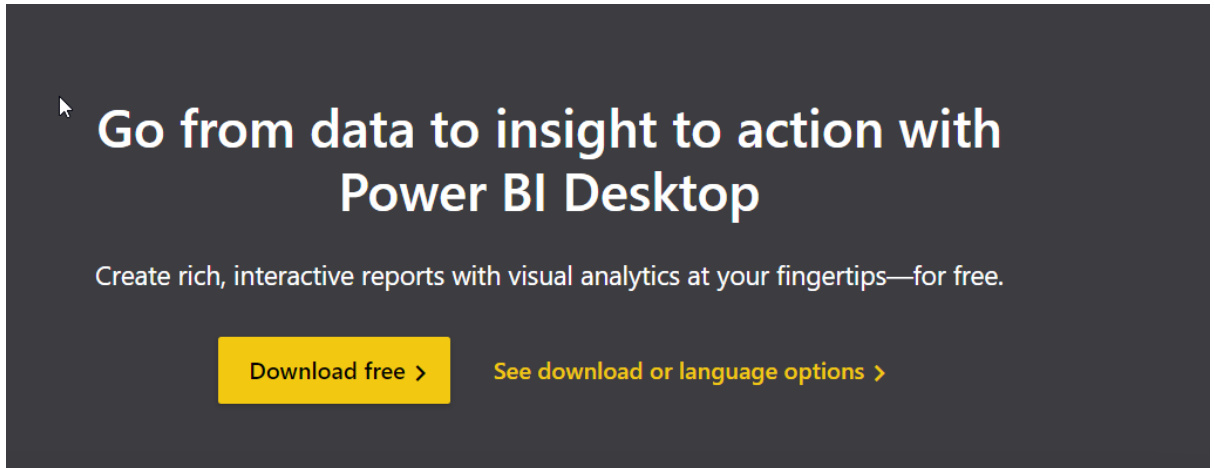 Go from data to insight to action with
Power BI Desktop
Create rich, interactive reports with visual analytics at your fingertips—for free.
Download free >
See download or language options >